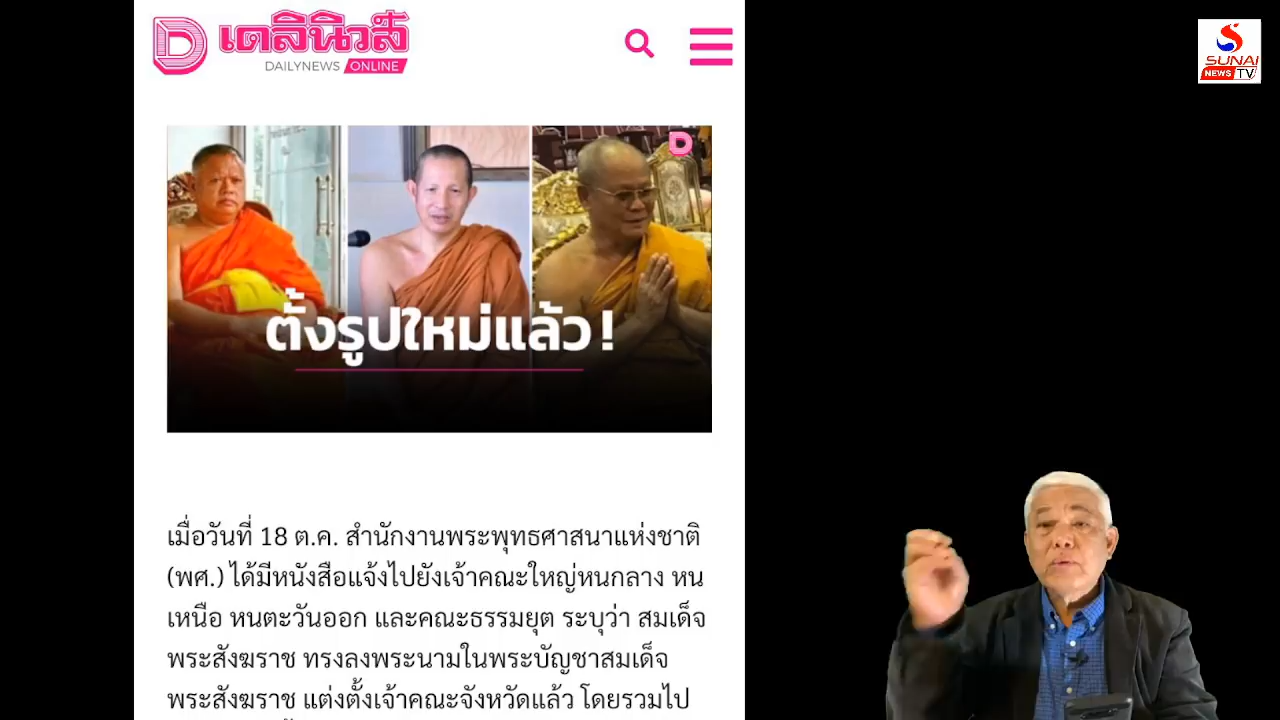 เดลินิวส์
DAILYNEWS ONLINE
SUNAI
NEWS TV
ตั้งรูปใหม่แล้ว!
เมื่อวันที่ 18 ต.ค. สำนักงานพระพุทธศาสนาแห่งชาติ
(พศ.) ได้มีหนังสือแจ้งไปยังเจ้าคณะใหญ่หนกลาง หน
เหนือ หนตะวันออก และคณะธรรมยุต ระบุว่า สมเด็จ
พระสังฆราช ทรงลงพระนามในพระบัญชาสมเด็จ
พระสังฆราช แต่งตั้งเจ้าคณะจังหวัดแล้ว โดยรวมไป